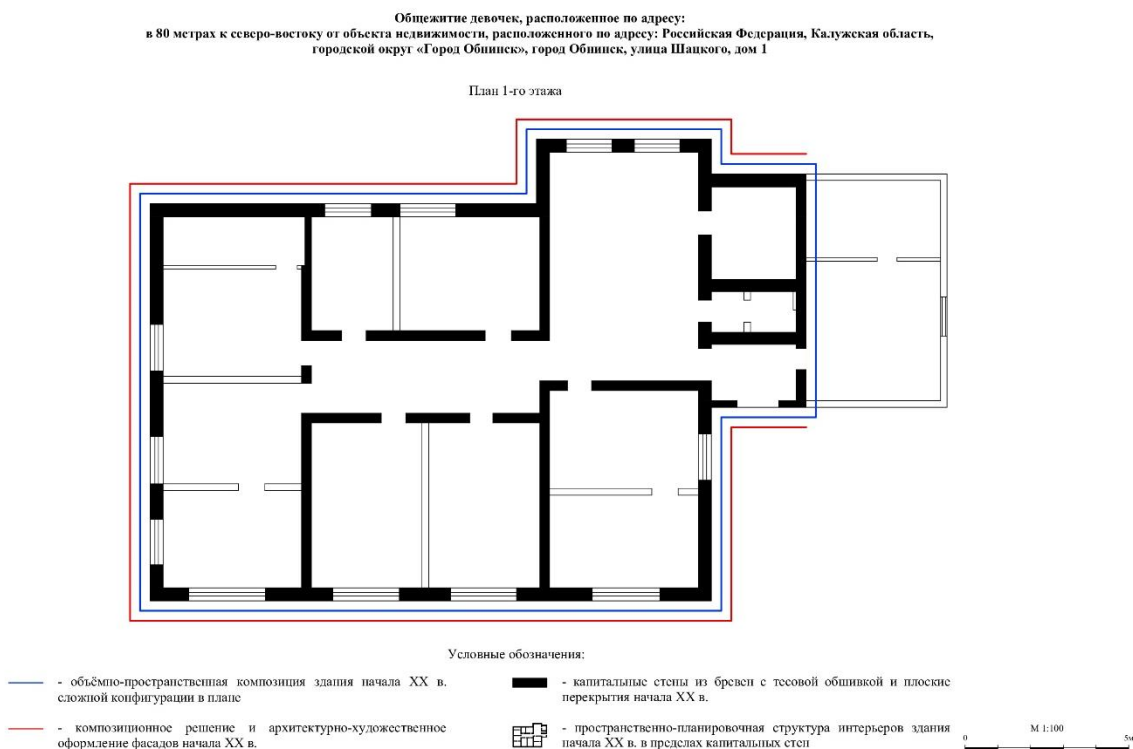 Общежитие девочек, расположенное по адресу:
в 80 метрах к северо-востоку от объекта недвижимости, расположенного по адресу: Российская Федерация, Калужская область,
городской округ «Город Обнинск», город Обнинск, улица Шацкого, дом 1
План 1-го этажа
Условные обозначения:
- объёмно-пространственная композиция здания начала XX в.
сложной конфигурации в плане
- композиционное решение и архитектурно-художественное
оформление фасадов начала XX в.
- капитальные стены из бревен с тесовой обшивкой и плоские
перекрытия начала XX в.
- пространственно-планировочная структура интерьеров здания
начала XX в. в пределах капитальных стен
М 1:100
0 5м